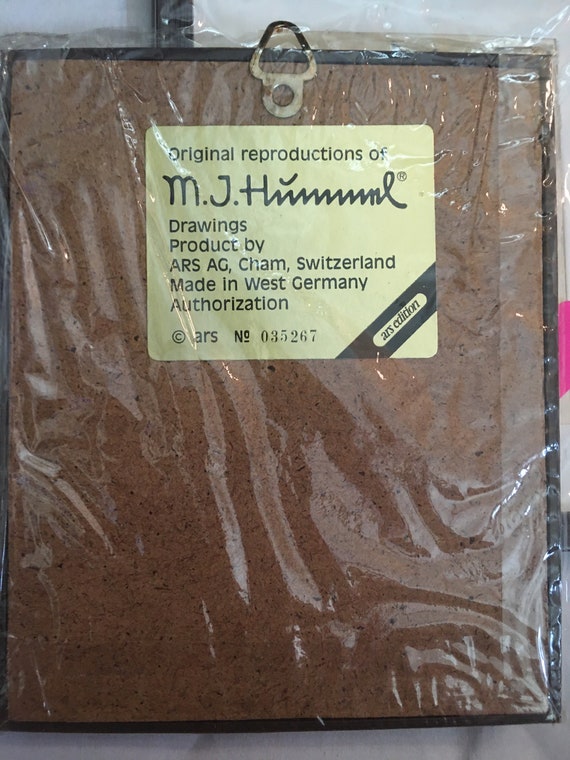 Original reproductions of
M.J.Hummel®
Drawings
Product by
ARS AG, Cham, Switzerland
Made in West Germany
Authorization
© ars № 035267
ars edition